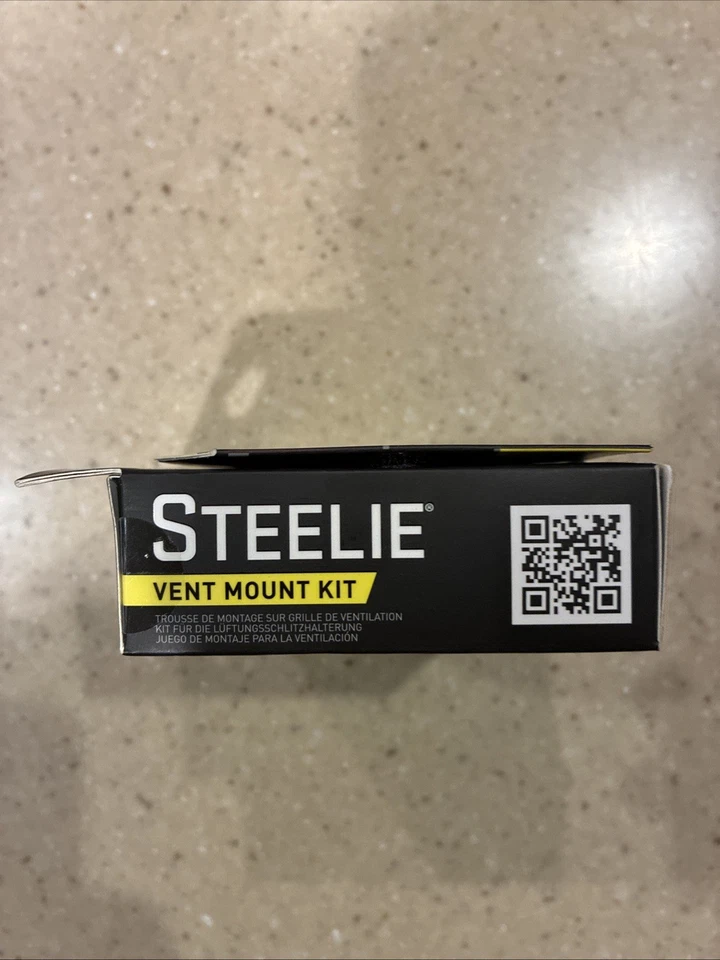 STEELIE®
VENT MOUNT KIT
TROUSSE DE MONTAGE SUR GRILLE DE VENTILATION
KIT FÜR DIE LÜFTUNGSSCHLITZHALTERUNG
JUEGO DE MONTAJE PARA LA VENTILACIÓN